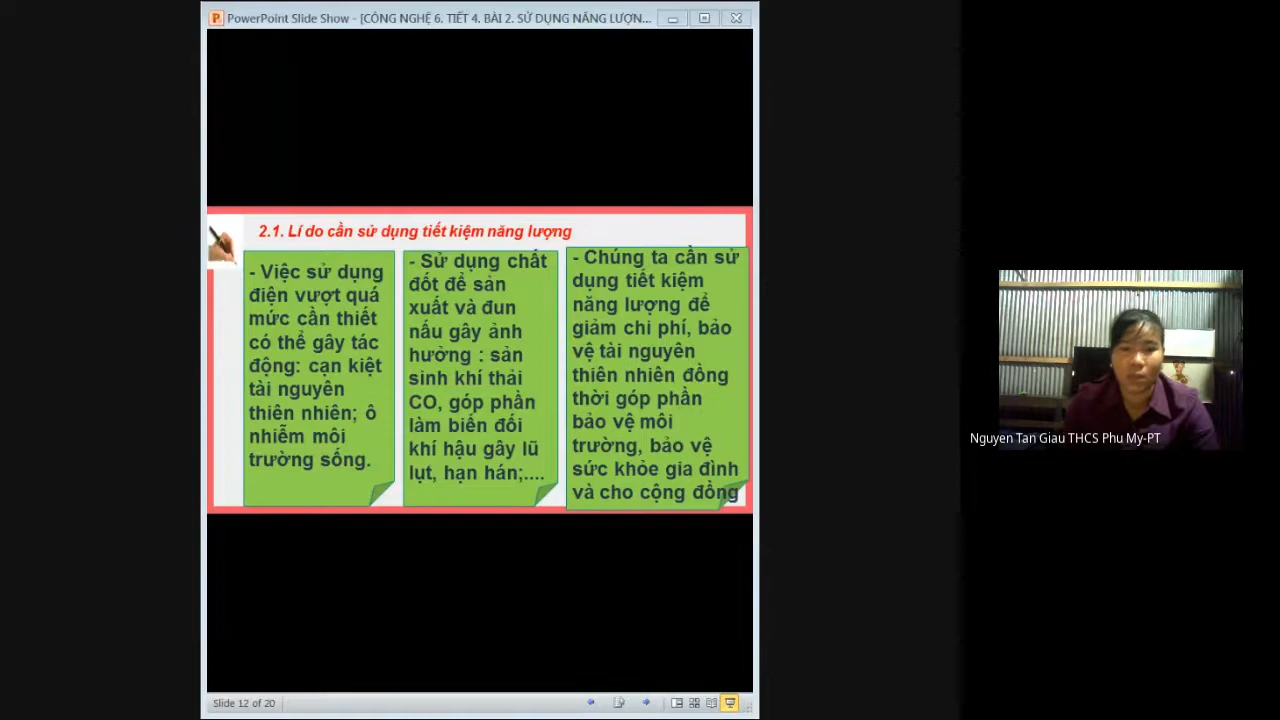 PowerPoint Slide Show - [CÔNG NGHỆ 6. TIẾT 4. BÀI 2. SỬ DỤNG NĂNG LƯỢN...
2.1. Lí do cần sử dụng tiết kiệm năng lượng
- Việc sử dụng
điện vượt quá
mức cần thiết
có thể gây tác
động: cạn kiệt
tài nguyên
thiên nhiên; ô
nhiễm môi
trường sống.
- Sử dụng chất
đốt để sản
xuất và đun
nấu gây ảnh
hưởng : sản
sinh khí thải
CO, góp phần
làm biến đổi
khí hậu gây lũ
lụt, hạn hán;....
- Chúng ta cần sử
dụng tiết kiệm
năng lượng để
giảm chi phí, bảo
vệ tài nguyên
thiên nhiên đồng
thời góp phần
bảo vệ môi
trường, bảo vệ
sức khỏe gia đình
và cho cộng đồng
Nguyen Tan Giau THCS Phu My-PT
Slide 12 of 20